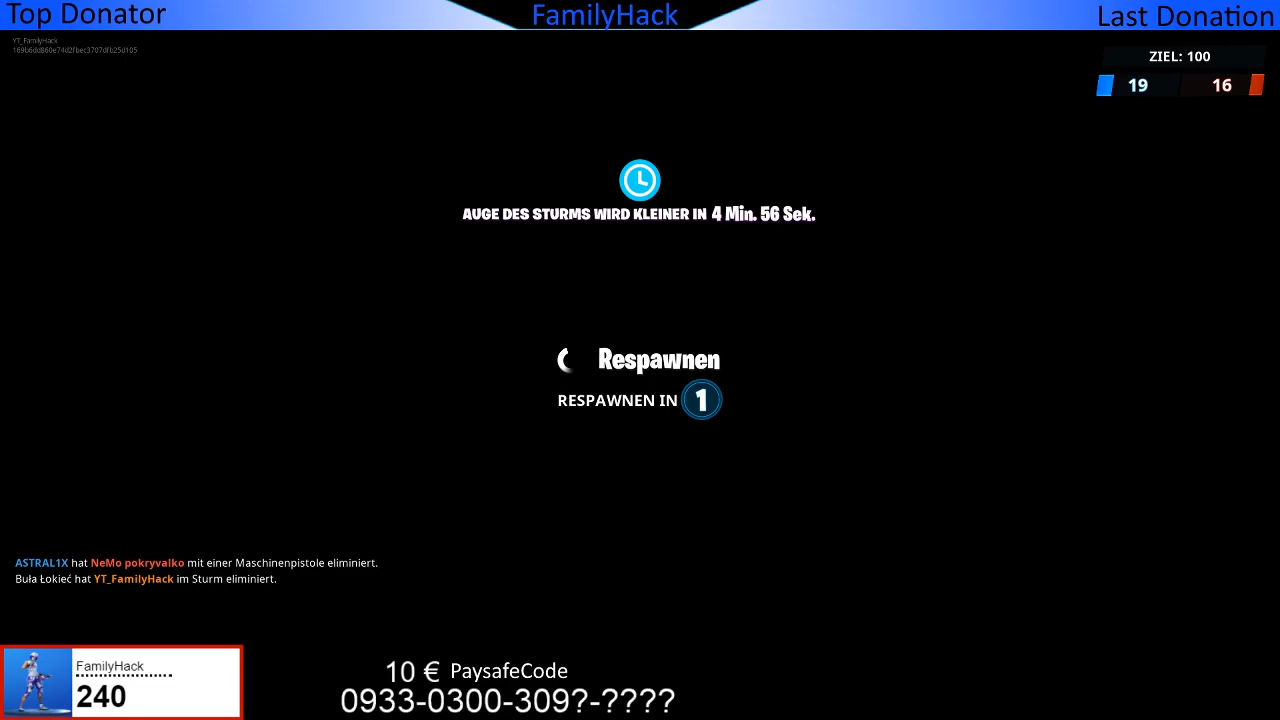 Top Donator
FamilyHack
Last Donation
YT_FamilyHack
169b6dd860e74d2fbec3707dfb25d105
ZIEL: 100
19 16
AUGE DES STURMS WIRD KLEINER IN 4 Min. 56 Sek.
Respawnen
RESPAWNEN IN 1
ASTRAL1X hat NeMo pokryvalko mit einer Maschinenpistole eliminiert.
Buła Łokieć hat YT_FamilyHack im Sturm eliminiert.
FamilyHack
240
10 € PaysafeCode
0933-0300-309?-????